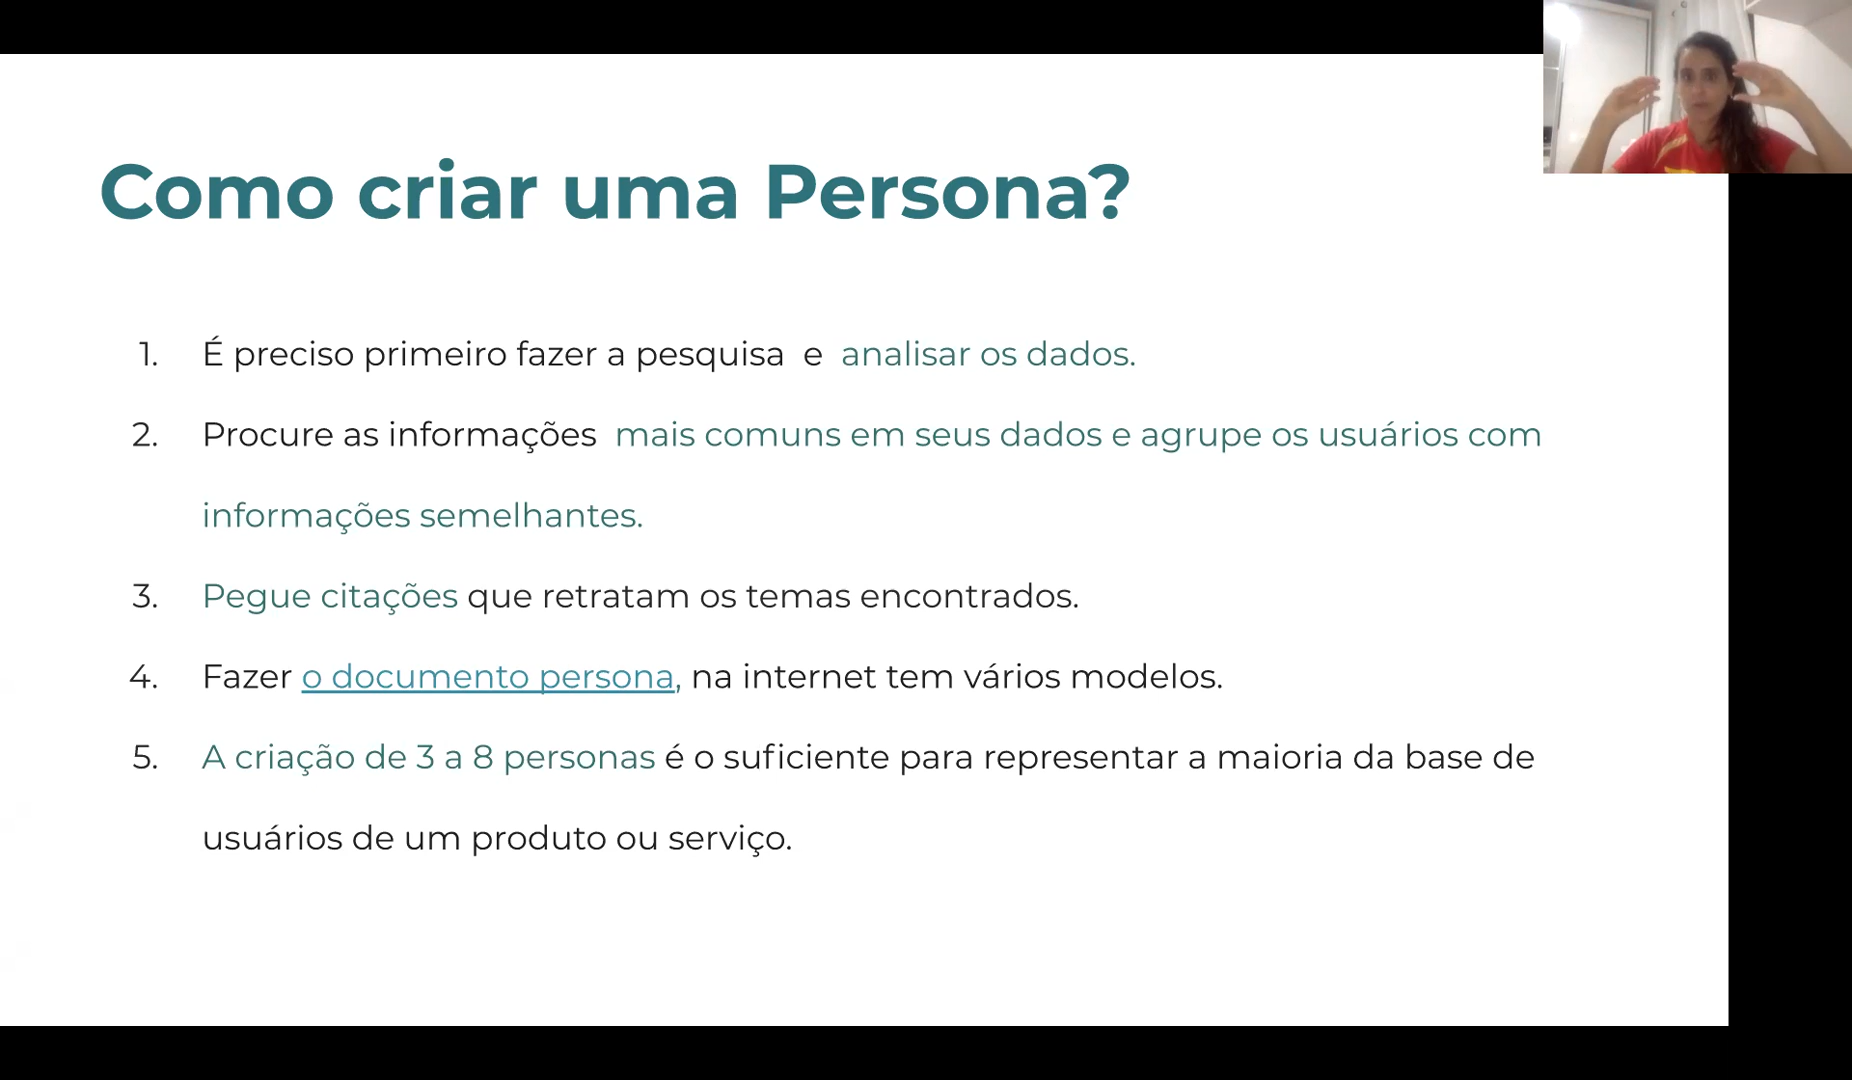 Como criar uma Persona?
1. É preciso primeiro fazer a pesquisa e analisar os dados.
2. Procure as informações mais comuns em seus dados e agrupe os usuários com
informações semelhantes.
3. Pegue citações que retratam os temas encontrados.
4. Fazer o documento persona, na internet tem vários modelos.
5. A criação de 3 a 8 personas é o suficiente para representar a maioria da base de
usuários de um produto ou serviço.